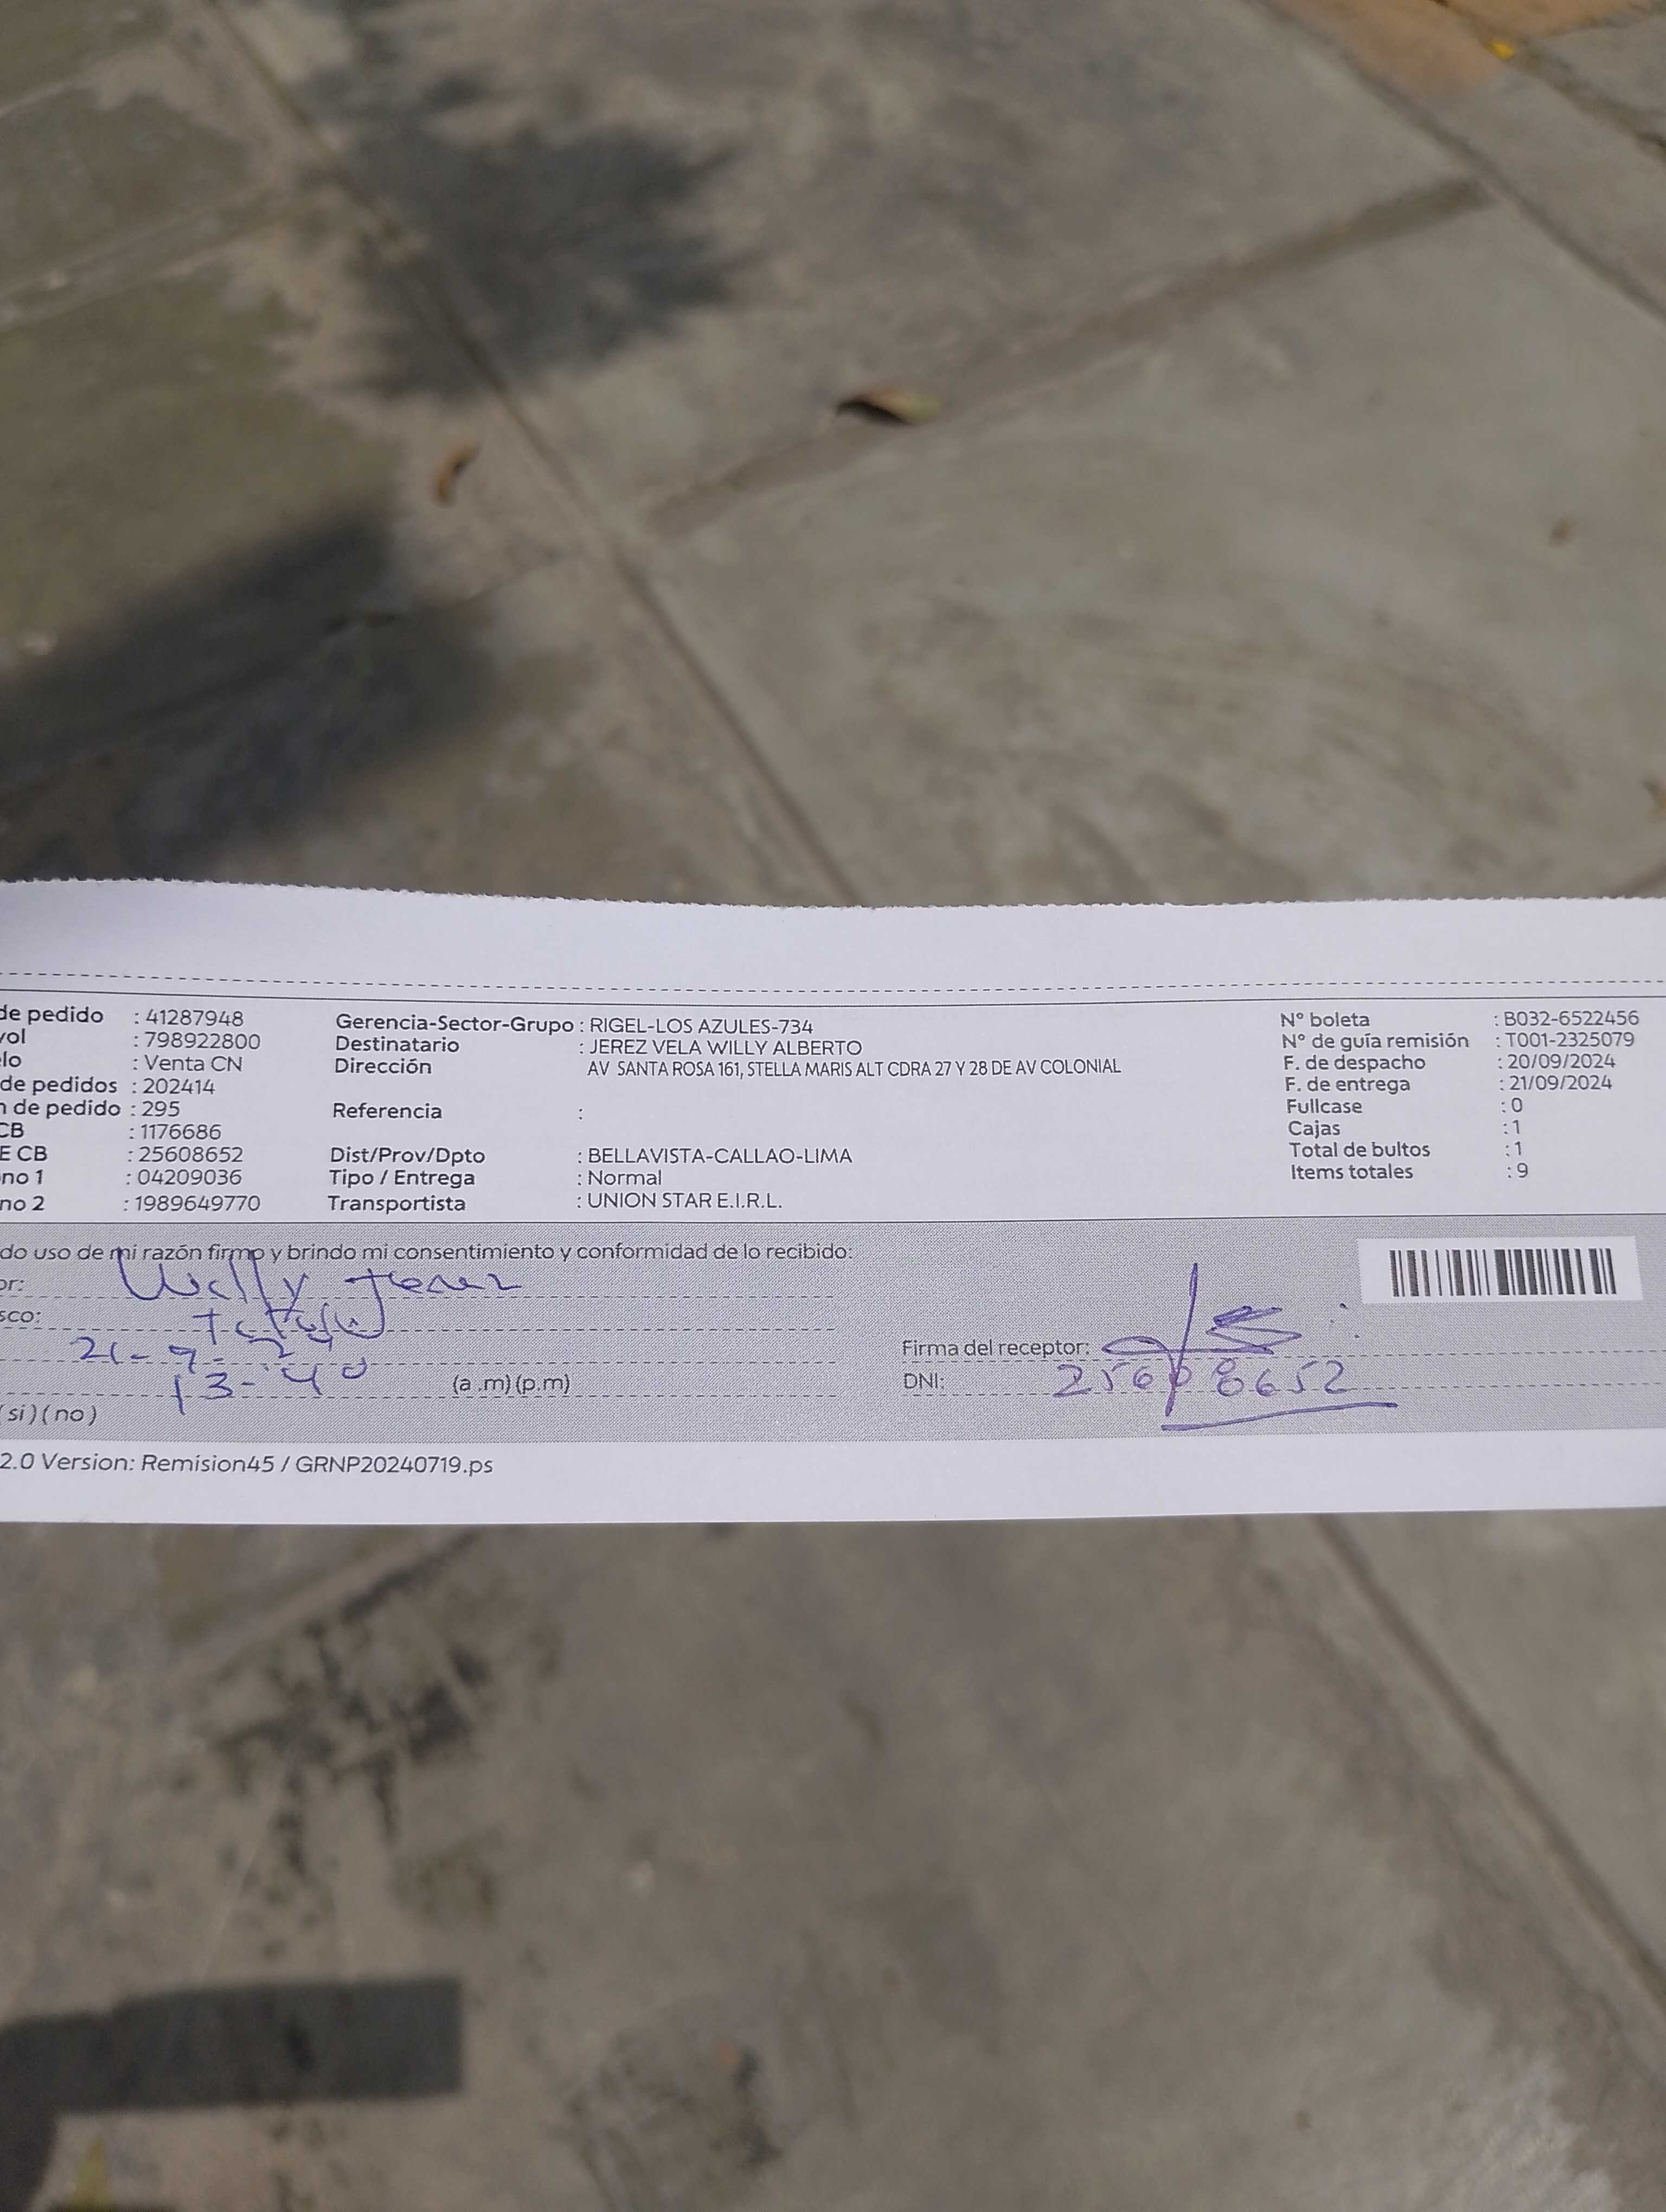 de pedido : 41287948
vol : 798922800
lo : Venta CN
de pedidos : 202414
n de pedido : 295
CB : 1176686
E CB : 25608652
no 1 : 04209036
no 2 : 1989649770
Gerencia-Sector-Grupo : RIGEL-LOS AZULES-734
Destinatario : JEREZ VELA WILLY ALBERTO
Dirección AV SANTA ROSA 161, STELLA MARIS ALT CDRA 27 Y 28 DE AV COLONIAL
Referencia :
Dist/Prov/Dpto : BELLAVISTA-CALLAO-LIMA
Tipo / Entrega : Normal
Transportista : UNION STAR E.I.R.L.
N° boleta : B032-6522456
N° de guía remisión : T001-2325079
F. de despacho : 20/09/2024
F. de entrega : 21/09/2024
Fullcase : 0
Cajas : 1
Total de bultos : 1
Items totales : 9
do uso de mi razón firmo y brindo mi consentimiento y conformidad de lo recibido:
or: Willy Jerez
sco: Titular
21-9-24
13-40 (a .m) (p.m)
(si) (no)
Firma del receptor:
DNI: 25608652
2.0 Version: Remision45 / GRNP20240719.ps